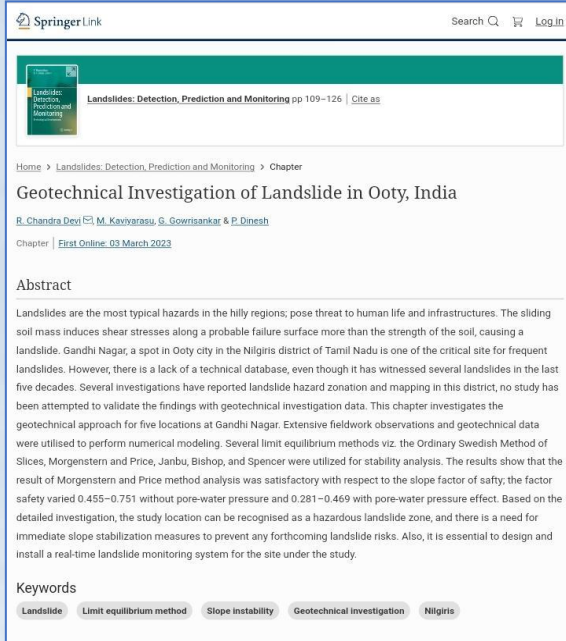 Springer Link
Search
Log in
Landslides:
Detection,
Prediction and
Monitoring
Landslides: Detection, Prediction and Monitoring pp 109–126 | Cite as
Home > Landslides: Detection, Prediction and Monitoring > Chapter
Geotechnical Investigation of Landslide in Ooty, India
R. Chandra Devi, M. Kaviyarasu, G. Gowrisankar & P. Dinesh
Chapter | First Online: 03 March 2023
Abstract
Landslides are the most typical hazards in the hilly regions; pose threat to human life and infrastructures. The sliding
soil mass induces shear stresses along a probable failure surface more than the strength of the soil, causing a
landslide. Gandhi Nagar, a spot in Ooty city in the Nilgiris district of Tamil Nadu is one of the critical site for frequent
landslides. However, there is a lack of a technical database, even though it has witnessed several landslides in the last
five decades. Several investigations have reported landslide hazard zonation and mapping in this district, no study has
been attempted to validate the findings with geotechnical investigation data. This chapter investigates the
geotechnical approach for five locations at Gandhi Nagar. Extensive fieldwork observations and geotechnical data
were utilised to perform numerical modeling. Several limit equilibrium methods viz. the Ordinary Swedish Method of
Slices, Morgenstern and Price, Janbu, Bishop, and Spencer were utilized for stability analysis. The results show that the
result of Morgenstern and Price method analysis was satisfactory with respect to the slope factor of safty; the factor
safety varied 0.455–0.751 without pore-water pressure and 0.281–0.469 with pore-water pressure effect. Based on the
detailed investigation, the study location can be recognised as a hazardous landslide zone, and there is a need for
immediate slope stabilization measures to prevent any forthcoming landslide risks. Also, it is essential to design and
install a real-time landslide monitoring system for the site under the study.
Keywords
Landslide Limit equilibrium method Slope instability Geotechnical investigation Nilgiris